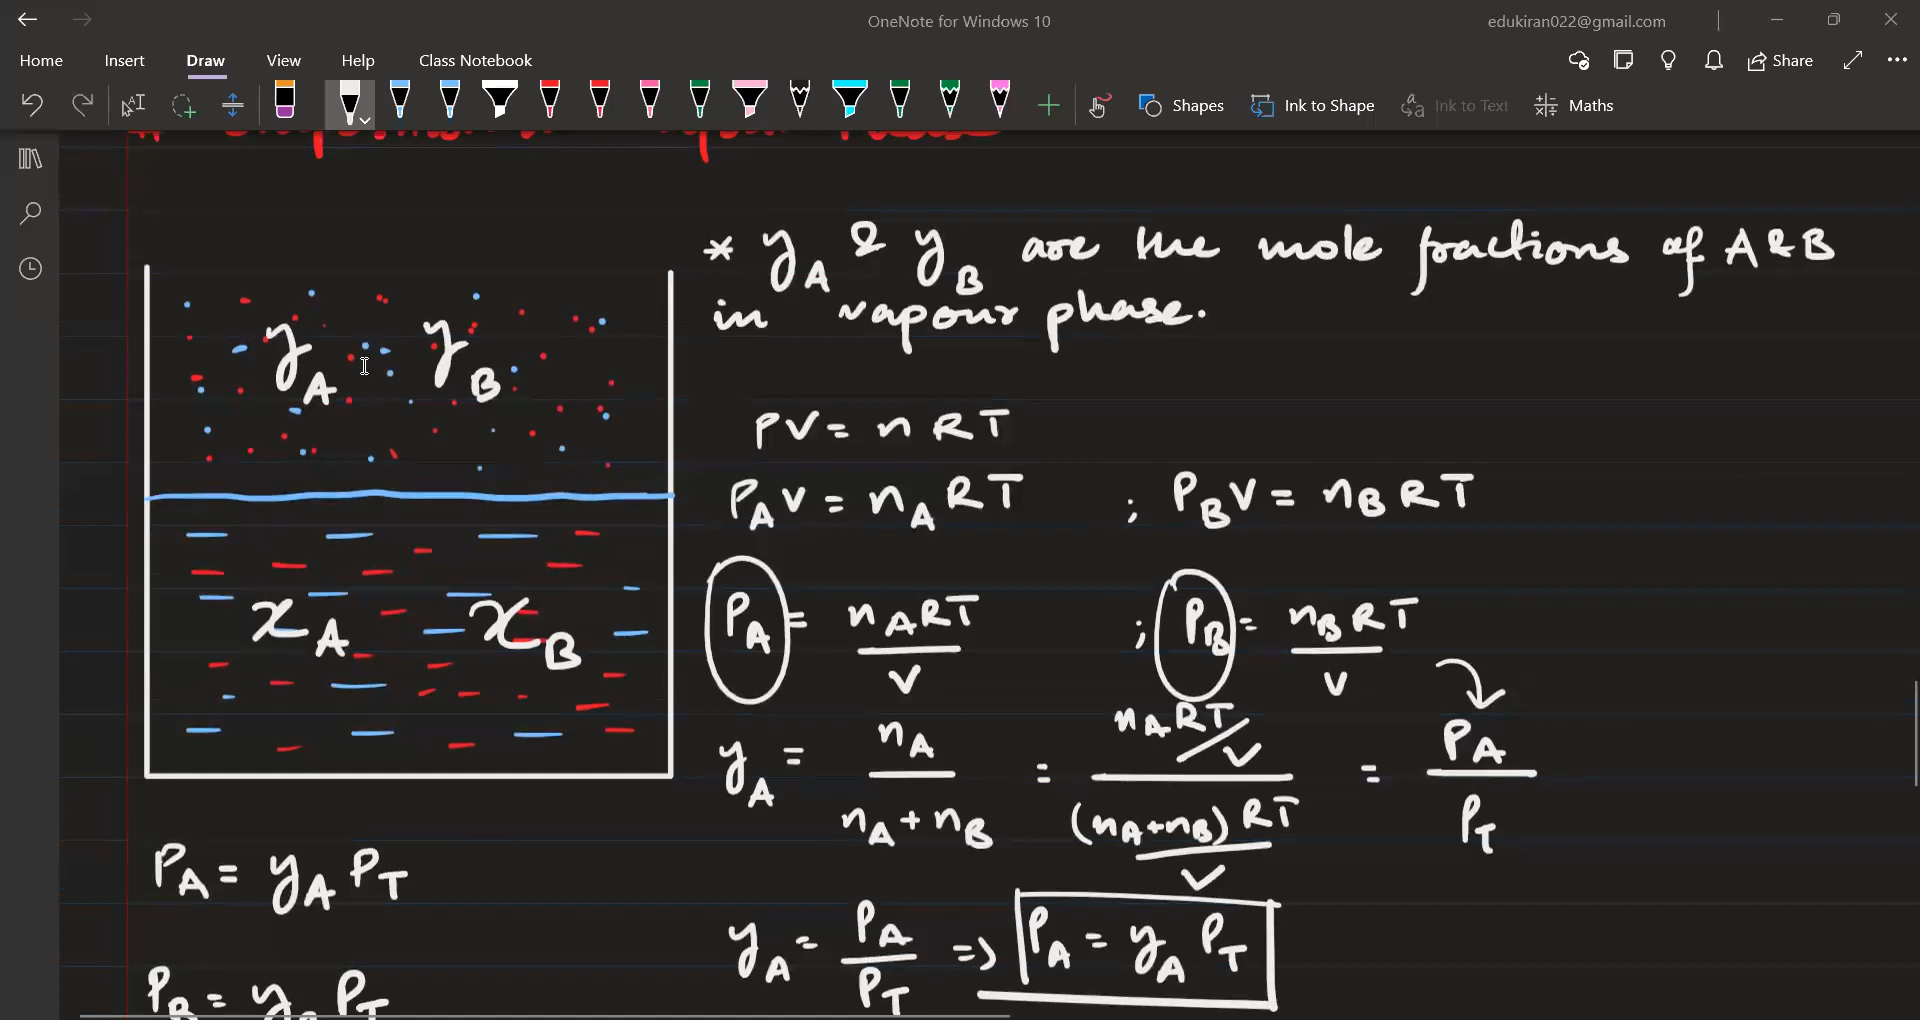 OneNote for Windows 10
edukiran022@gmail.com
Home Insert Draw View Help Class Notebook
Share
Shapes Ink to Shape Ink to Text Maths
* yA & yB are the mole fractions of A & B
in vapour phase.
yA yB
PV = nRT
PAV = nART ; PBV = nBRT
xA xB
PA = nART / V ; PB = nBRT / V
yA = nA / (nA + nB) = (nART/V) / ((nA+nB)RT/V) = PA / PT
PA = yA PT
yA = PA / PT => PA = yA PT
PB = yB PT